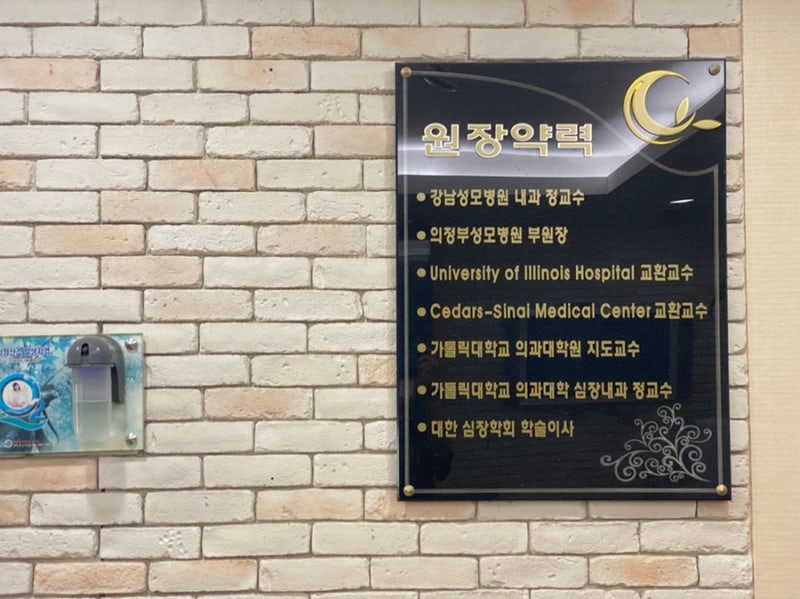 원장약력
● 강남성모병원 내과 정교수
● 의정부성모병원 부원장
● University of Illinois Hospital 교환교수
● Cedars-Sinai Medical Center 교환교수
● 가톨릭대학교 의과대학원 지도교수
● 가톨릭대학교 의과대학 심장내과 정교수
● 대한 심장학회 학술이사